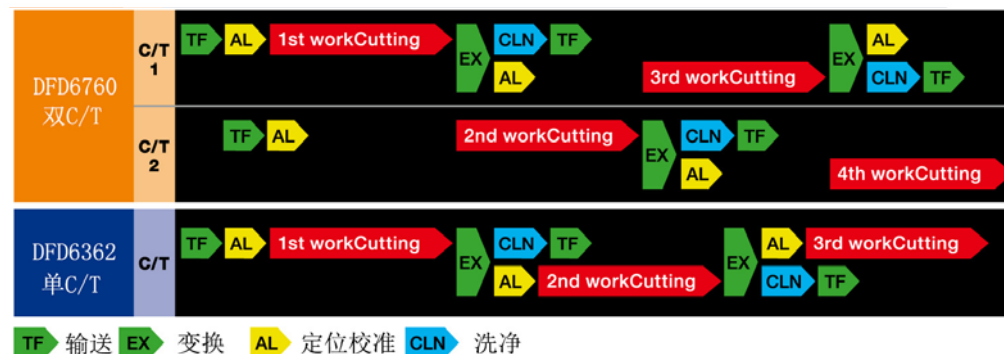 DFD6760
双C/T
C/T
1
TF AL 1st workCutting EX CLN TF EX AL
AL 3rd workCutting CLN TF
C/T
2
TF AL 2nd workCutting EX CLN TF
AL 4th workCutting
DFD6362
单C/T
C/T
TF AL 1st workCutting EX CLN TF EX AL 3rd workCutting
AL 2nd workCutting CLN TF
TF 输送 EX 变换 AL 定位校准 CLN 洗净